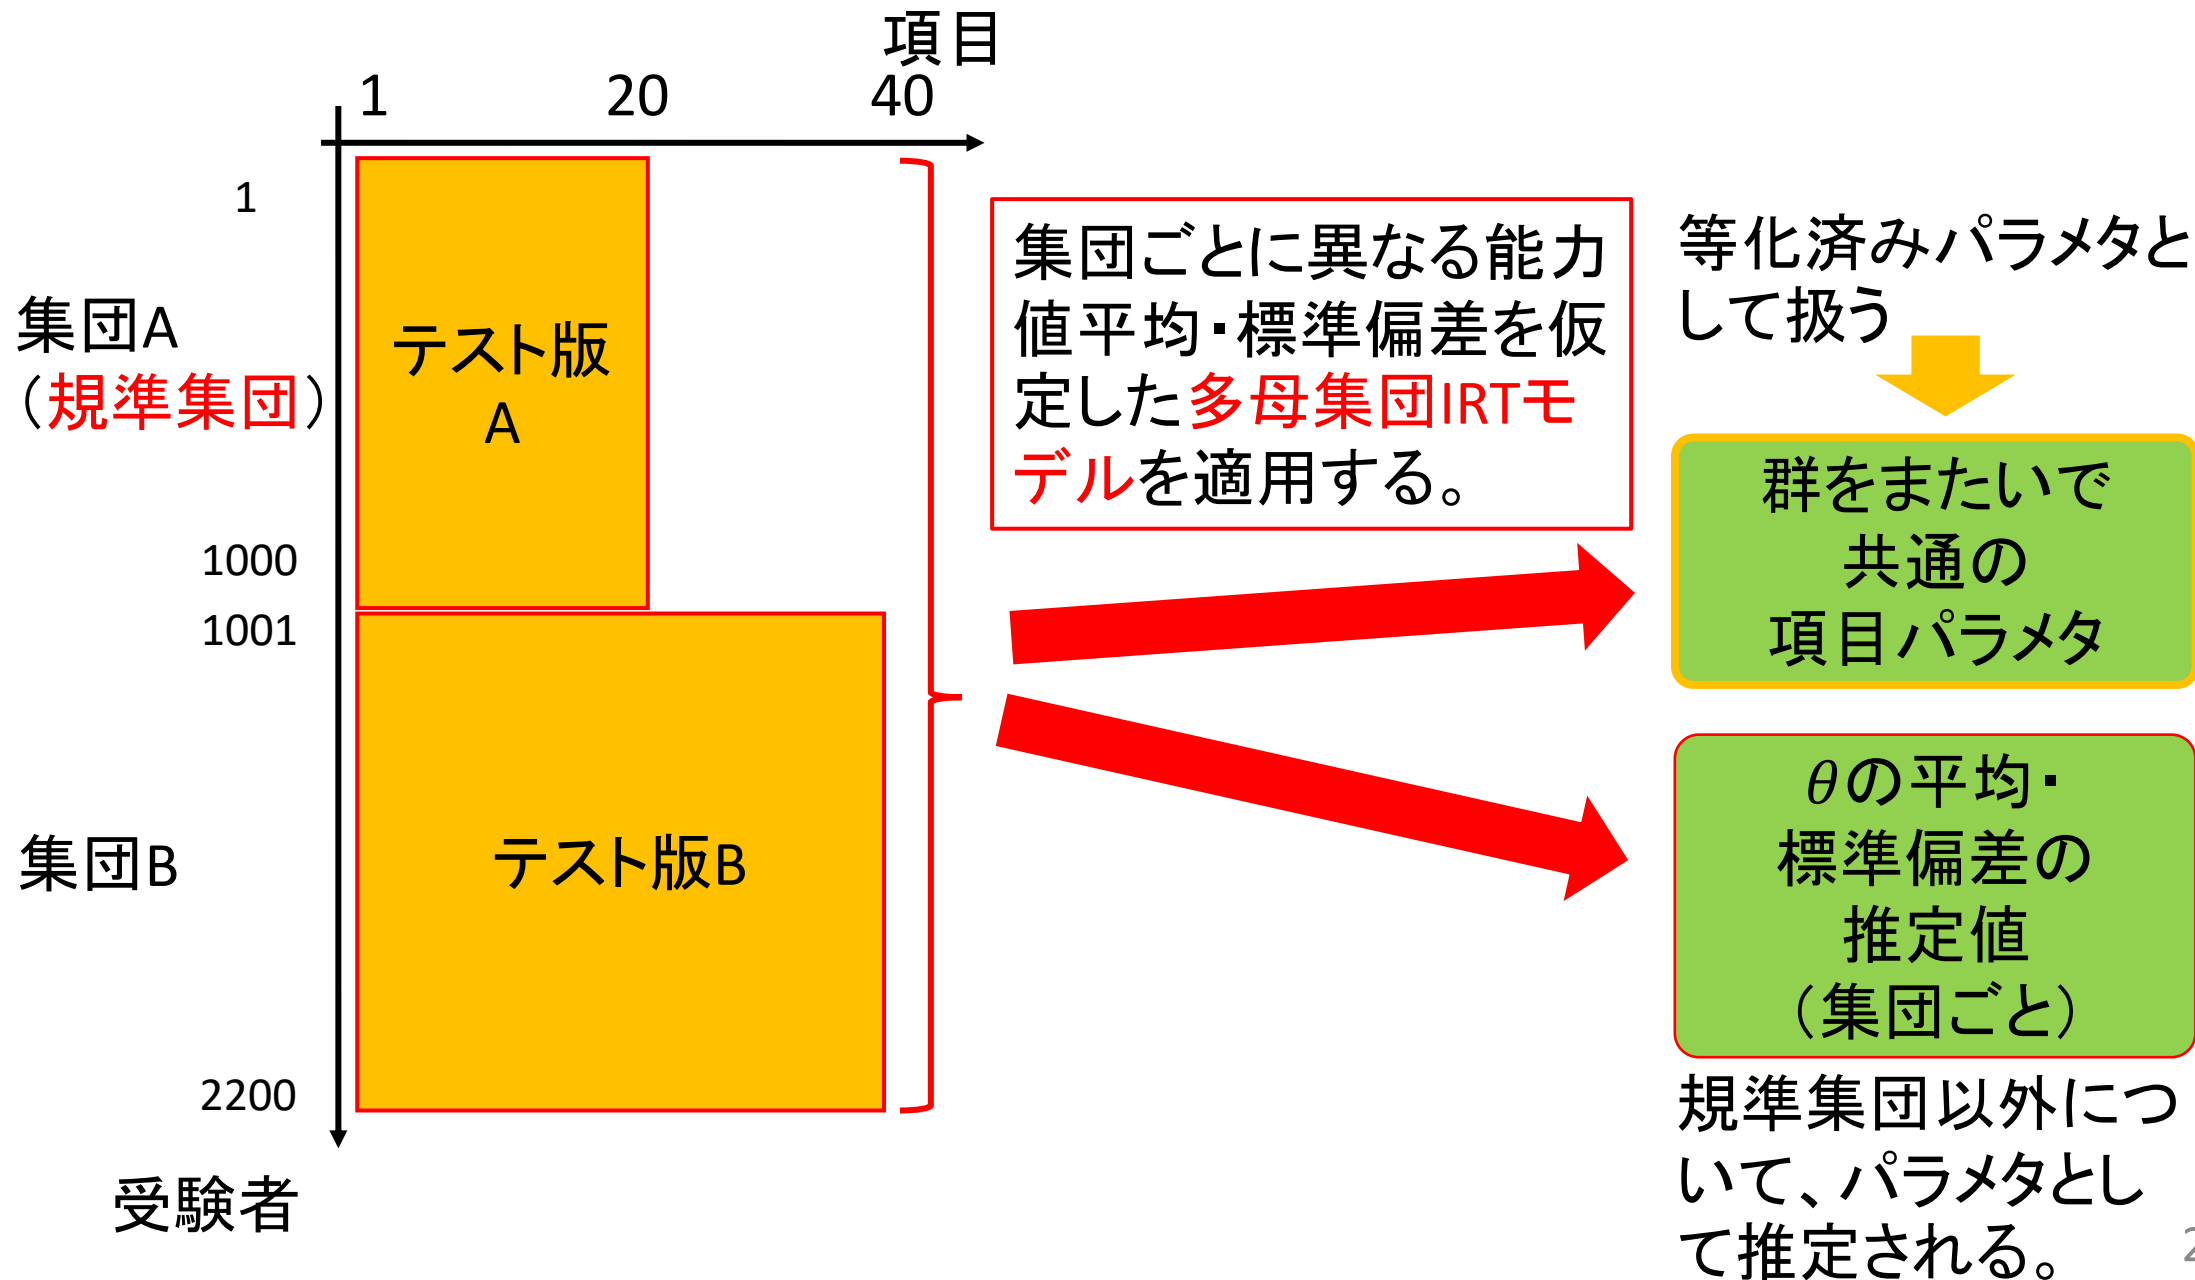 項目
1 20 40
1
集団A
（規準集団）
1000
1001
集団B
2200
受験者
テスト版
A
テスト版B
集団ごとに異なる能力
値平均・標準偏差を仮
定した多母集団IRTモ
デルを適用する。
等化済みパラメタと
して扱う
群をまたいで
共通の
項目パラメタ
θの平均・
標準偏差の
推定値
（集団ごと）
規準集団以外につ
いて、パラメタとし
て推定される。